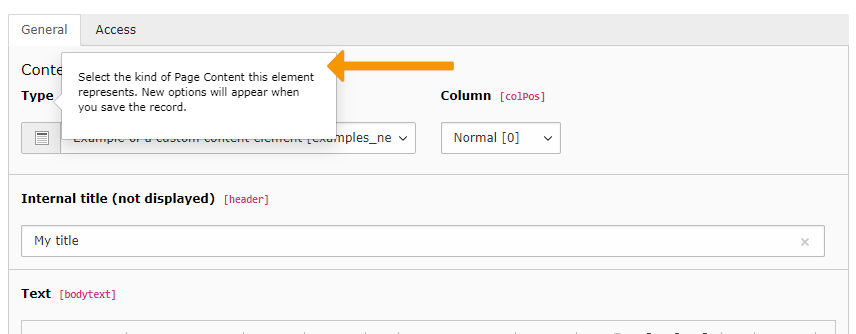 General Access
Conte
Select the kind of Page Content this element
represents. New options will appear when
you save the record.
Type Column [colPos]
Example of a custom content element [examples_ne Normal [0]
Internal title (not displayed) [header]
My title
Text [bodytext]